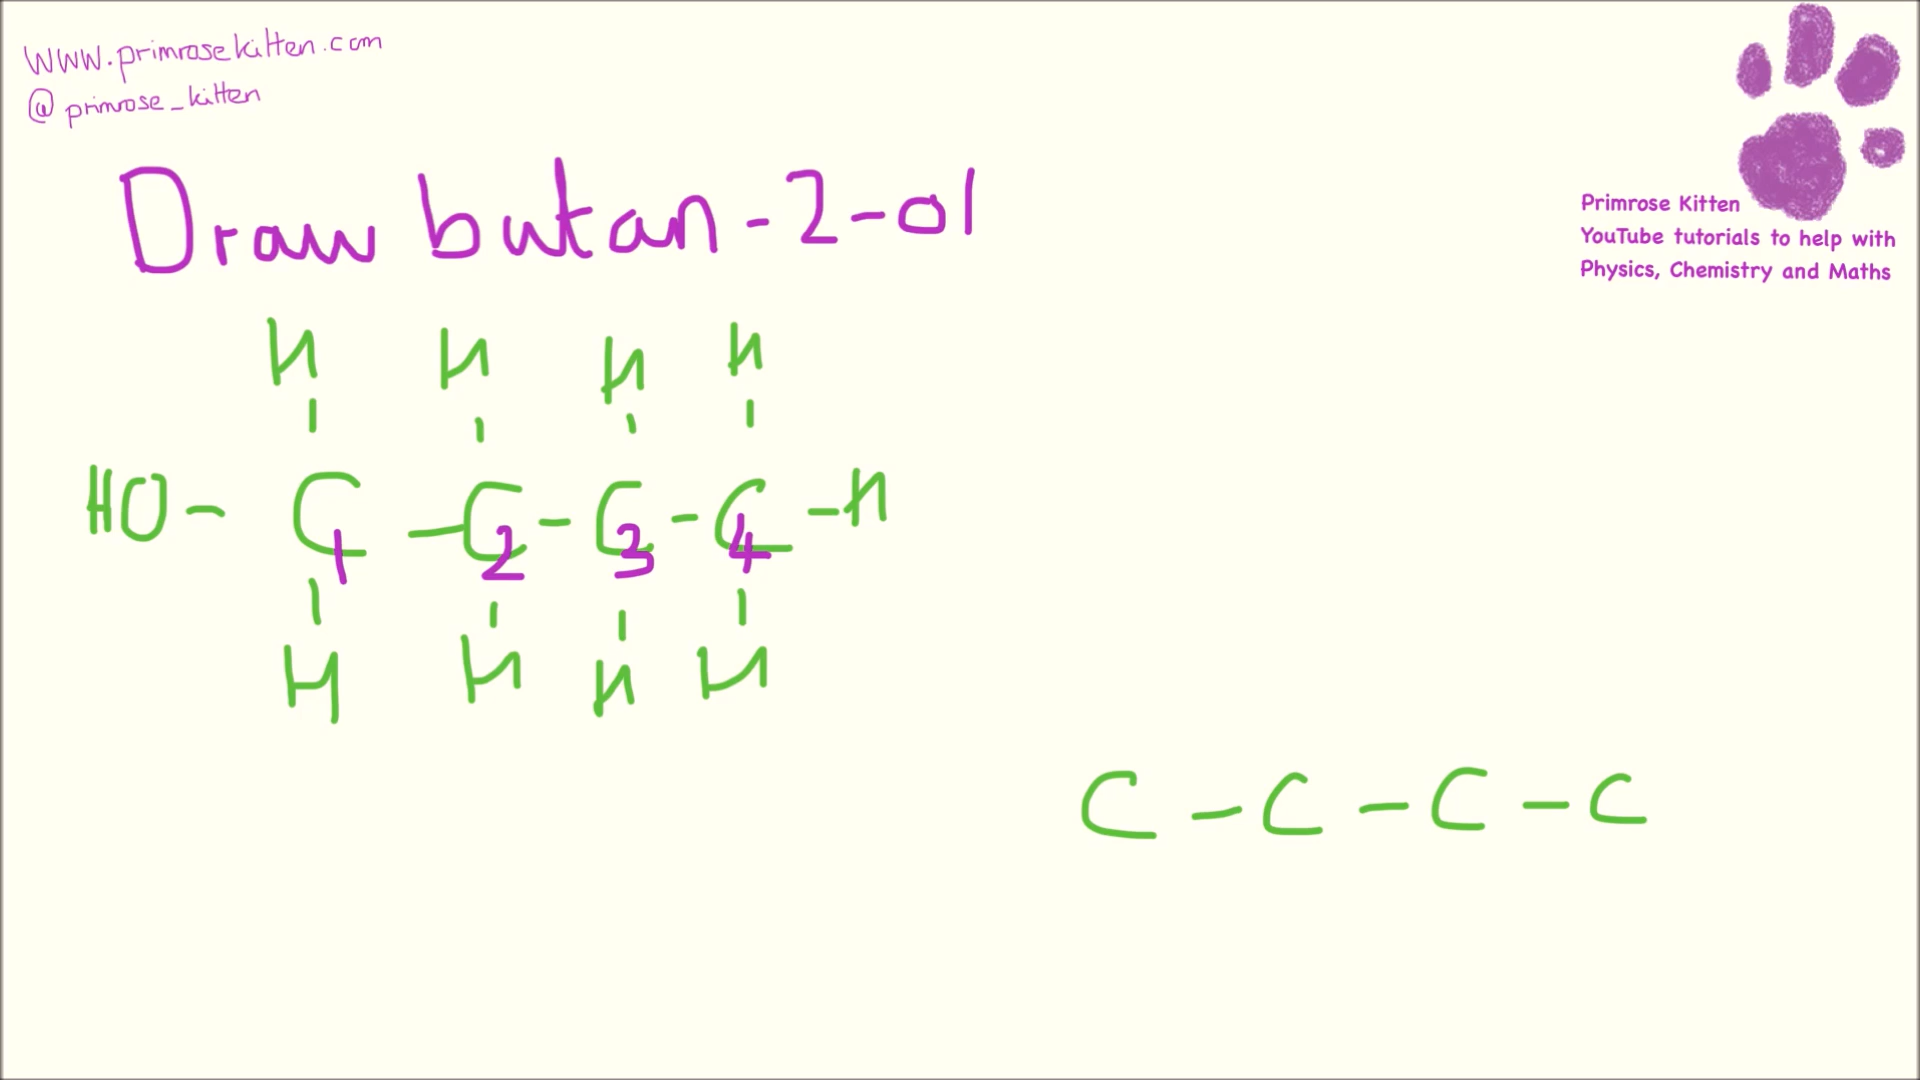 www.primrosekitten.com
@primrose_kitten
Primrose Kitten
YouTube tutorials to help with
Physics, Chemistry and Maths
Draw butan-2-ol
H H H H
HO - C - C - C - C - H
1 2 3 4
H H H H
C - C - C - C